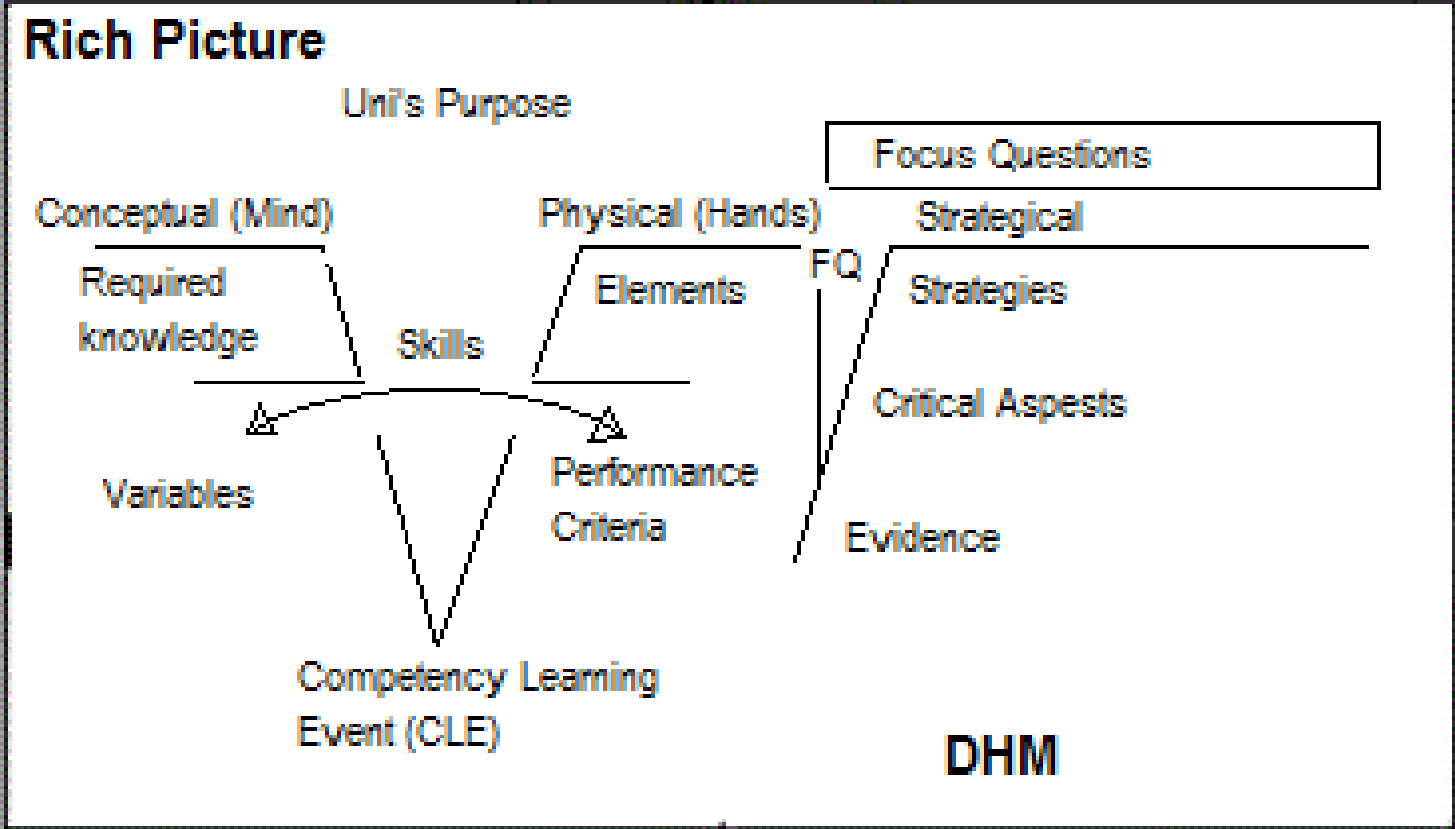 Rich Picture
Uni's Purpose
Focus Questions
Conceptual (Mind)
Physical (Hands)
Strategical
FQ
Required
knowledge
Elements
Strategies
Skills
Critical Aspests
Variables
Performance
Criteria
Evidence
Competency Learning
Event (CLE)
DHM